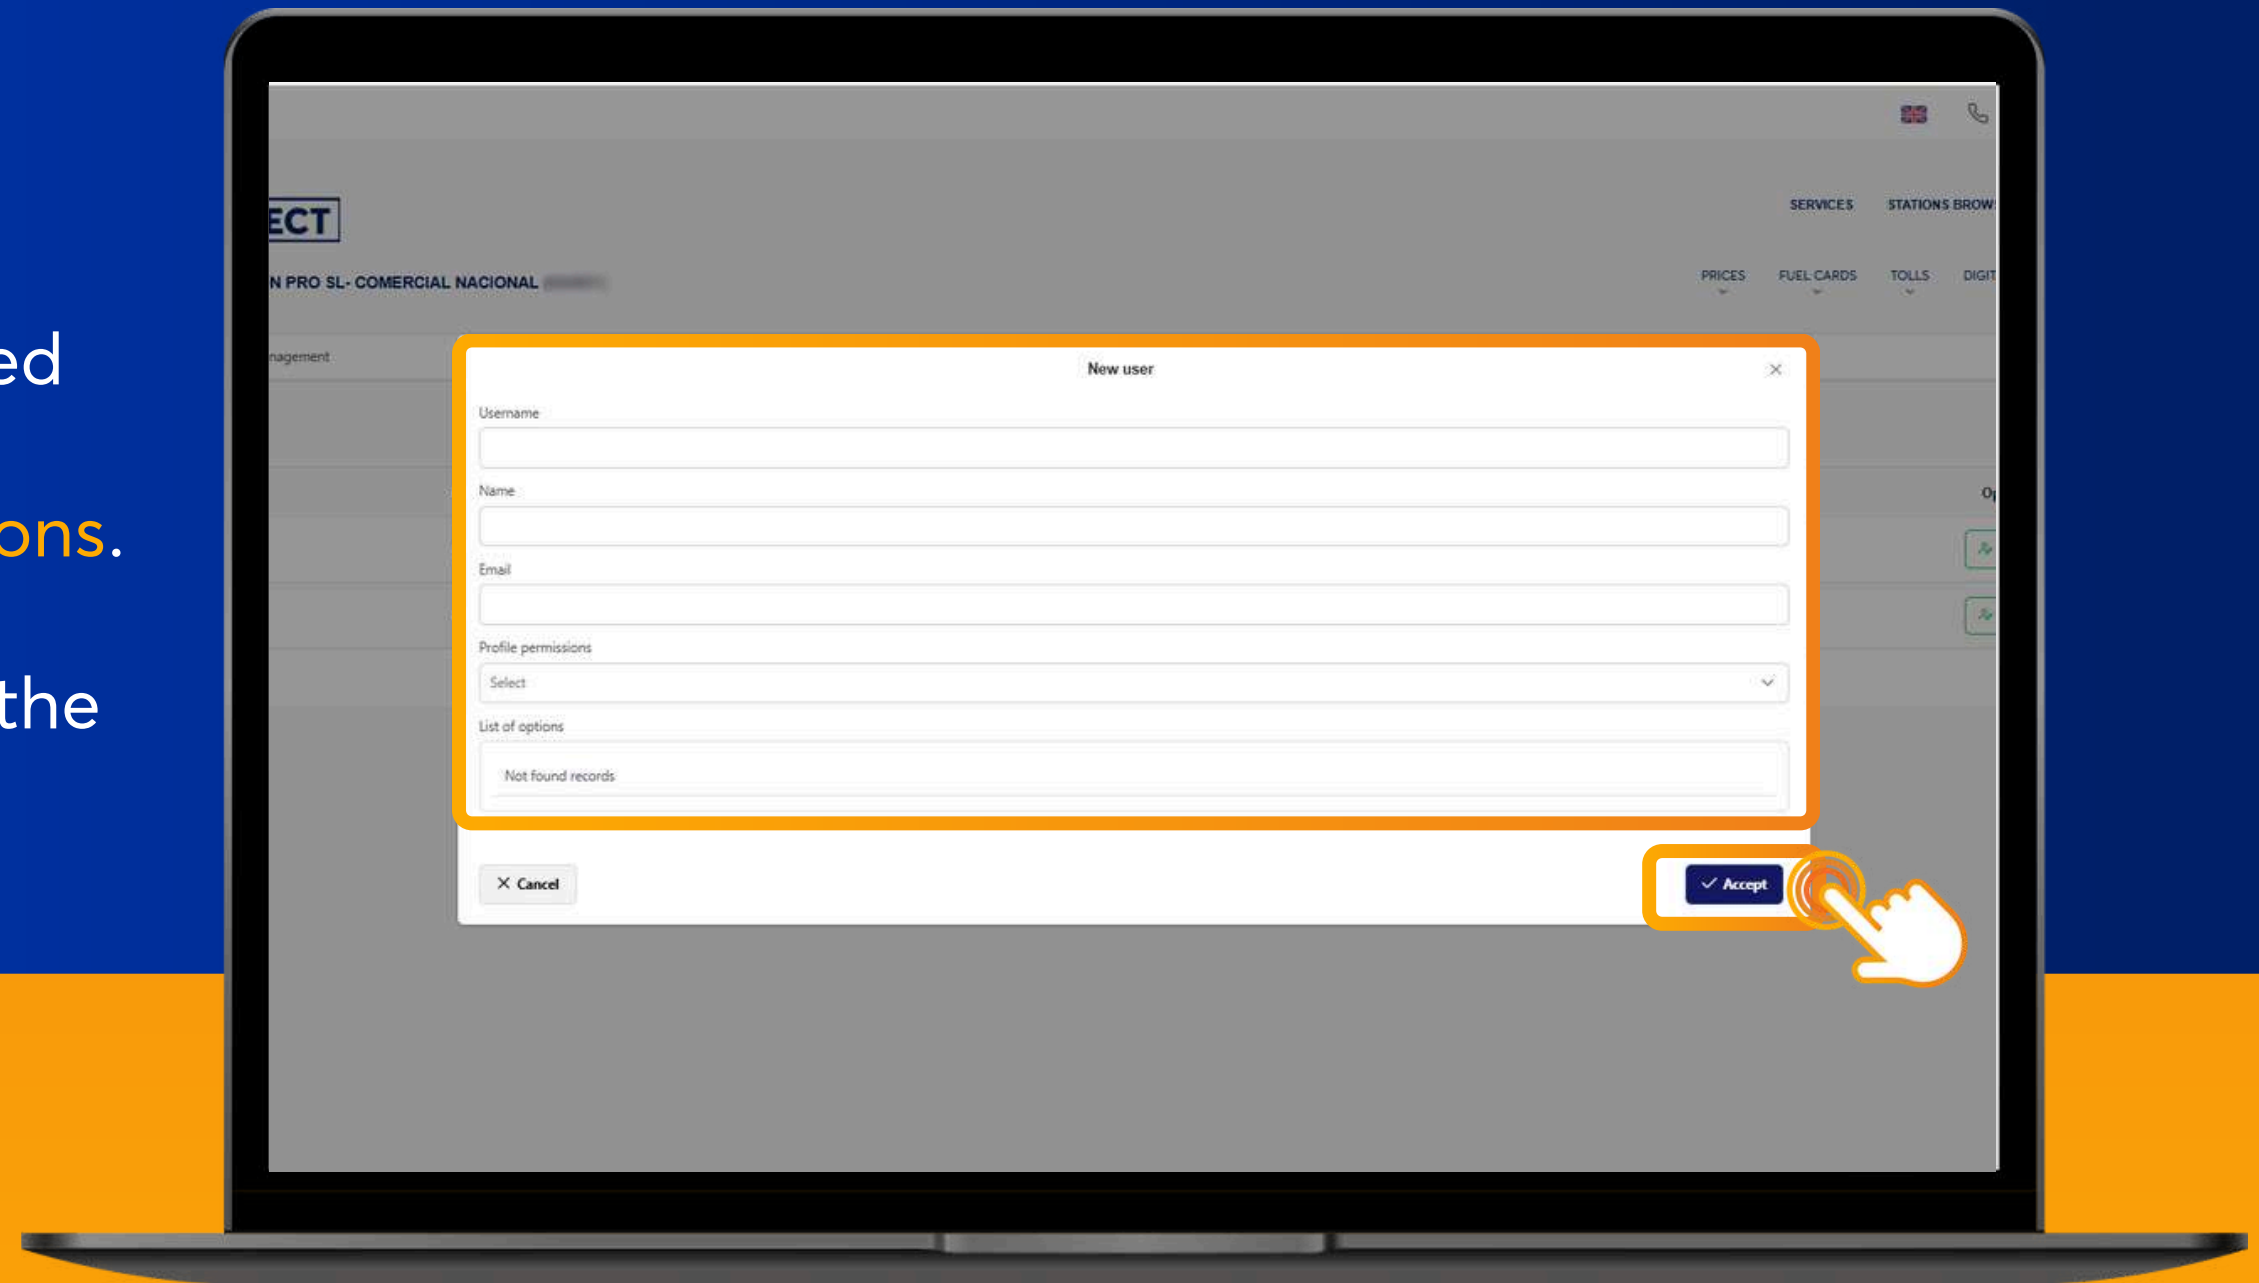 ed
ons.
the
ECT
SERVICES
STATIONS BROW
N PRO SL- COMERCIAL NACIONAL
PRICES
FUEL CARDS
TOLLS
DIGIT
nagement
New user
Username
Name
Email
Profile permissions
Select
List of options
Not found records
Cancel
Accept
Op